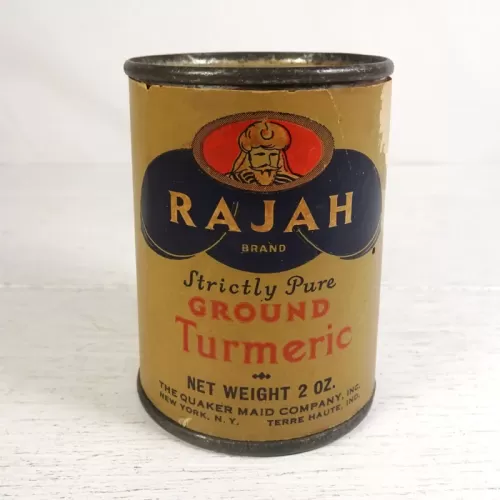 RAJAH
BRAND
Strictly Pure
GROUND
Turmeric
NET WEIGHT 2 OZ.
THE QUAKER MAID COMPANY, INC.
NEW YORK, N. Y. TERRE HAUTE, IND.